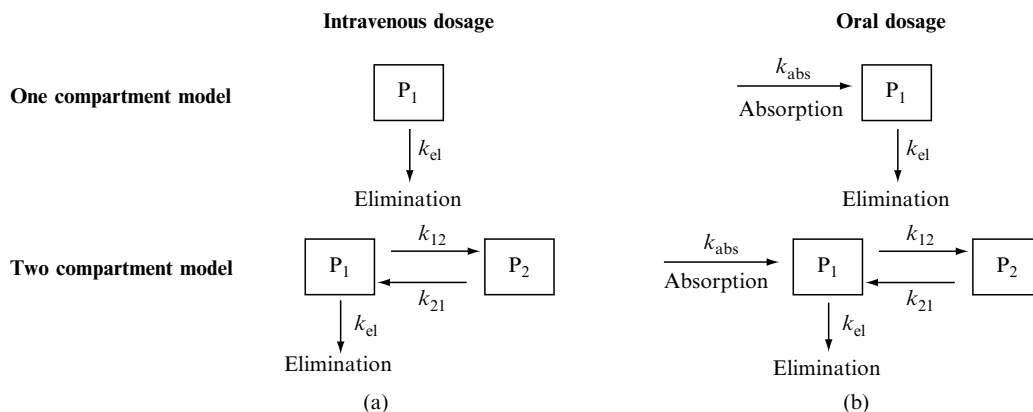 Intravenous dosage
Oral dosage
One compartment model
P1
kel
Elimination
kabs
Absorption
P1
kel
Elimination
Two compartment model
P1
k12
k21
P2
kel
Elimination
(a)
kabs
Absorption
P1
k12
k21
P2
kel
Elimination
(b)